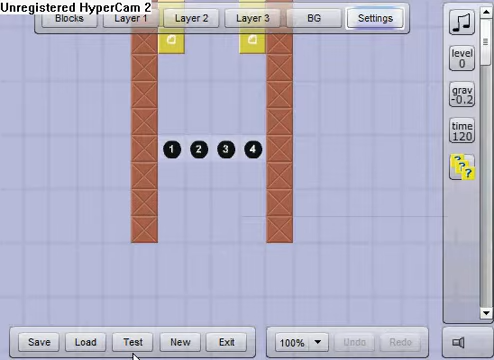 Unregistered HyperCam 2
Blocks Layer 1 Layer 2 Layer 3 BG Settings
level
0
grav
-0.2
time
120
? ? ?
1 2 3 4
Save Load Test New Exit 100% Undo Redo